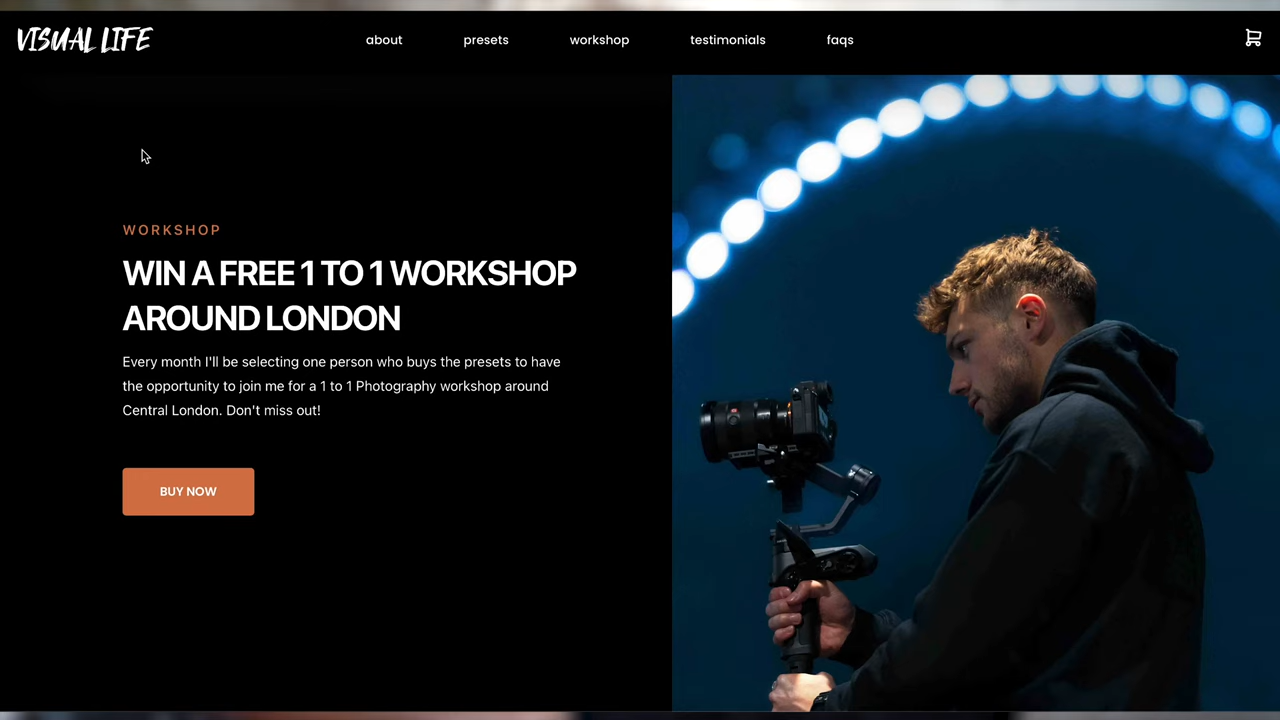 VISUAL LIFE
about presets workshop testimonials faqs
WORKSHOP
WIN A FREE 1 TO 1 WORKSHOP
AROUND LONDON
Every month I'll be selecting one person who buys the presets to have
the opportunity to join me for a 1 to 1 Photography workshop around
Central London. Don't miss out!
BUY NOW